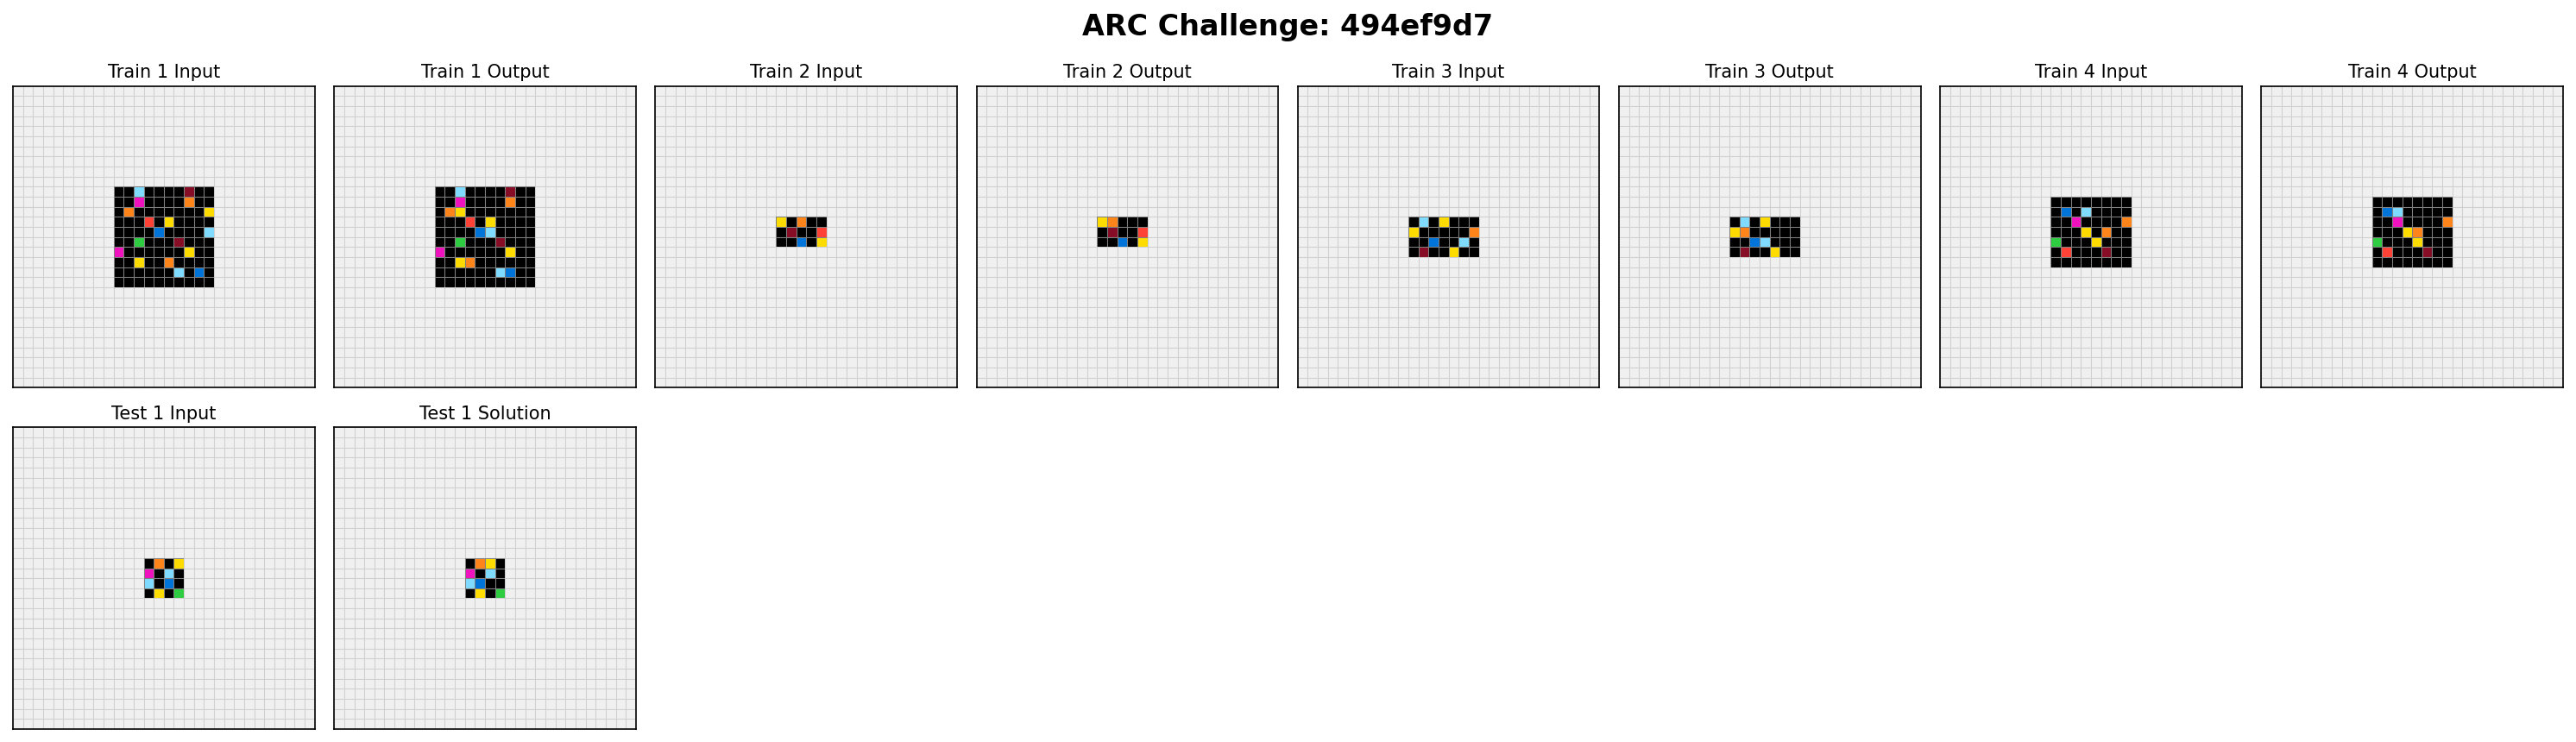 ARC Challenge: 494ef9d7
Train 1 Input
Train 1 Output
Train 2 Input
Train 2 Output
Train 3 Input
Train 3 Output
Train 4 Input
Train 4 Output
Test 1 Input
Test 1 Solution